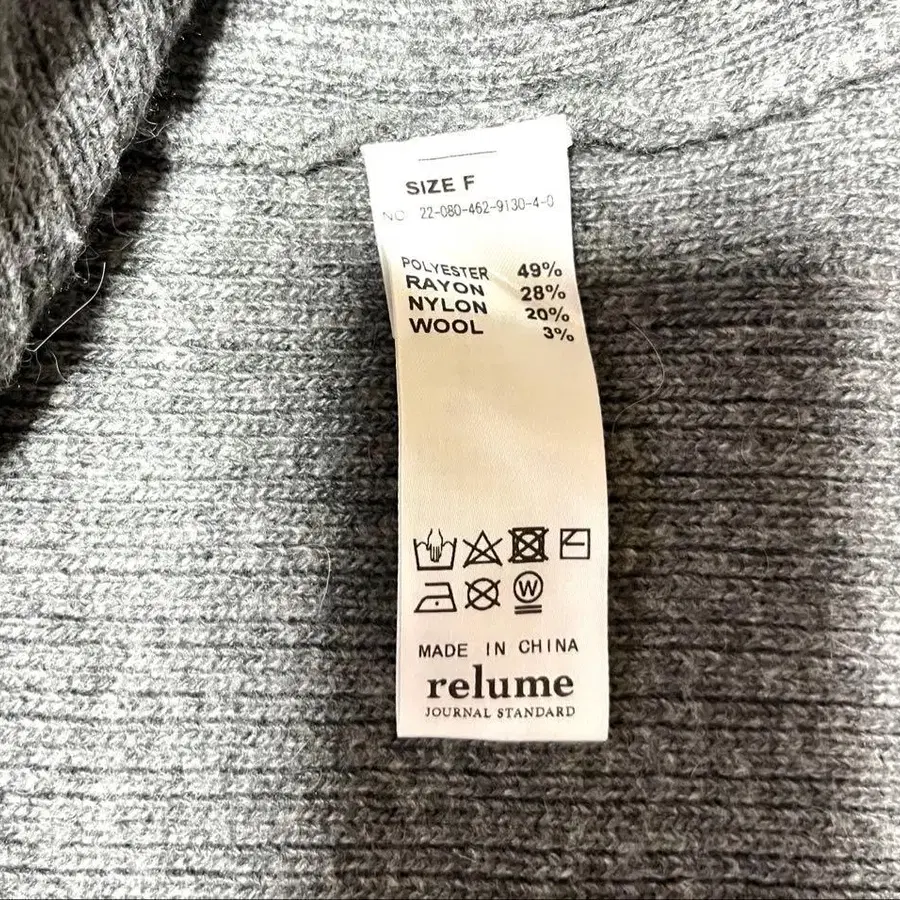 SIZE F
NO 22-080-462-9130-4-0
POLYESTER 49%
RAYON 28%
NYLON 20%
WOOL 3%
W
MADE IN CHINA
relume
JOURNAL STANDARD